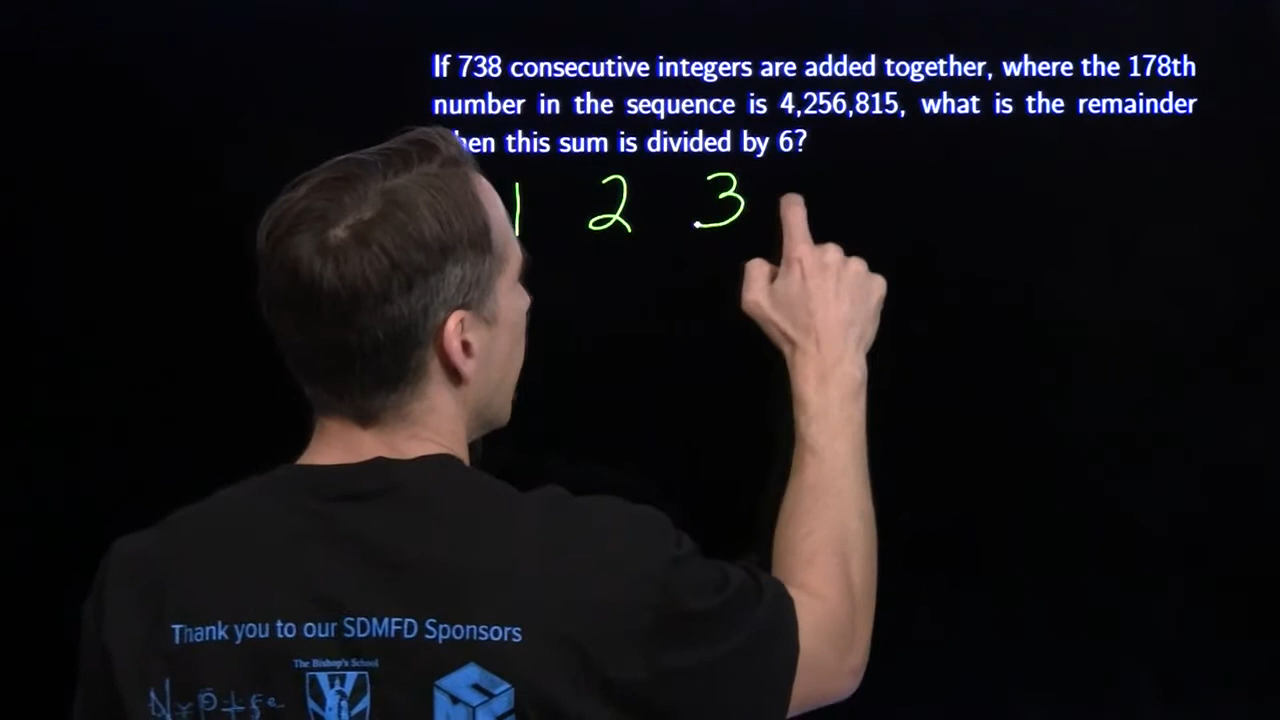 If 738 consecutive integers are added together, where the 178th
number in the sequence is 4,256,815, what is the remainder
this sum is divided by 6?
1 2 3
Thank you to our SDMFD Sponsors
The Bishop's School